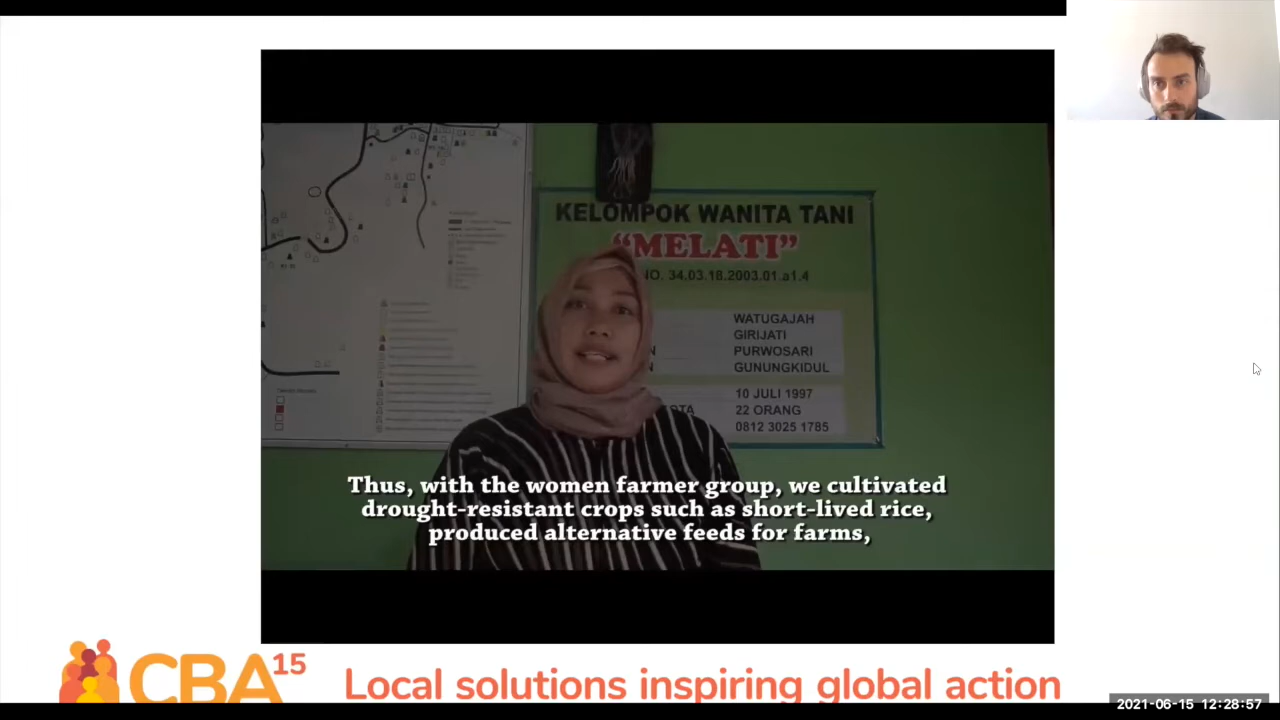 KELOMPOK WANITA TANI
“MELATI”
NO. 34.03.18.2003.01.a1.4
WATUGAJAH
GIRIJATI
PURWOSARI
GUNUNGKIDUL
10 JULI 1997
22 ORANG
0812 3025 1785
Thus, with the women farmer group, we cultivated
drought-resistant crops such as short-lived rice,
produced alternative feeds for farms,
CBA15
Local solutions inspiring global action
2021-06-15 12:28:57